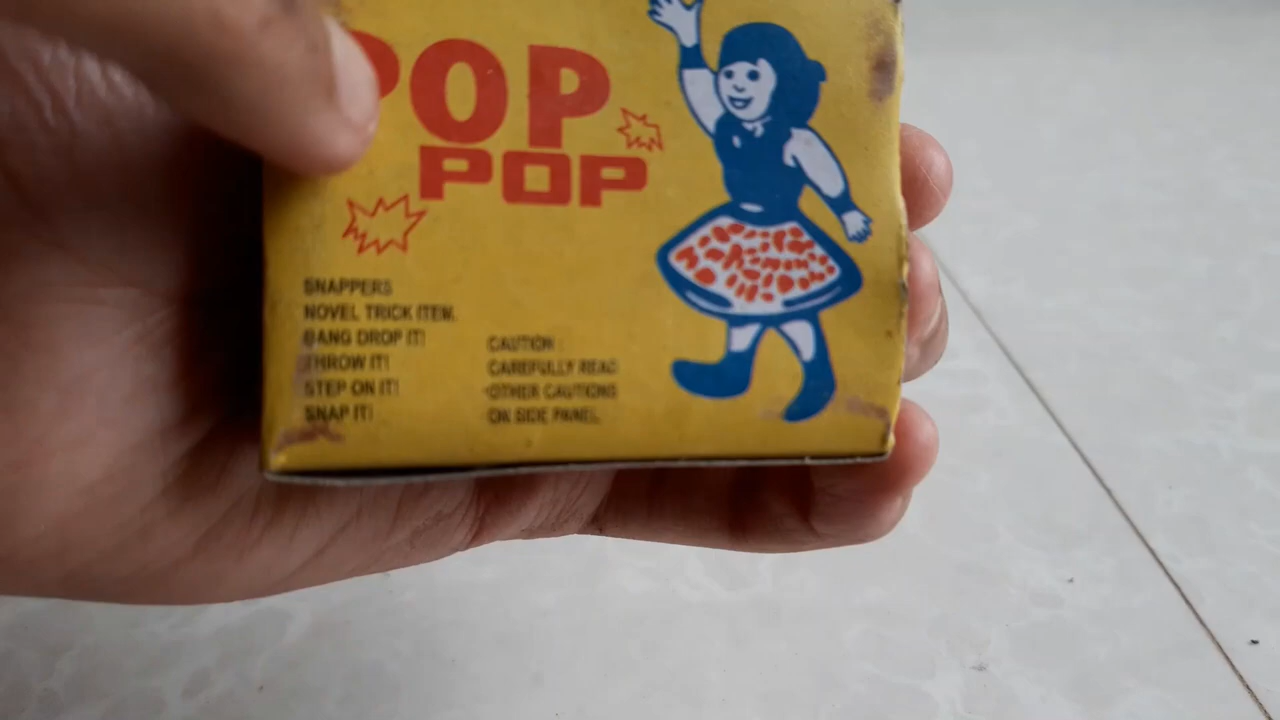 POP
POP
SNAPPERS
NOVEL TRICK ITEM.
BANG DROP IT!
THROW IT!
STEP ON IT!
SNAP IT!
CAUTION :
CAREFULLY READ
OTHER CAUTIONS
ON SIDE PANEL.